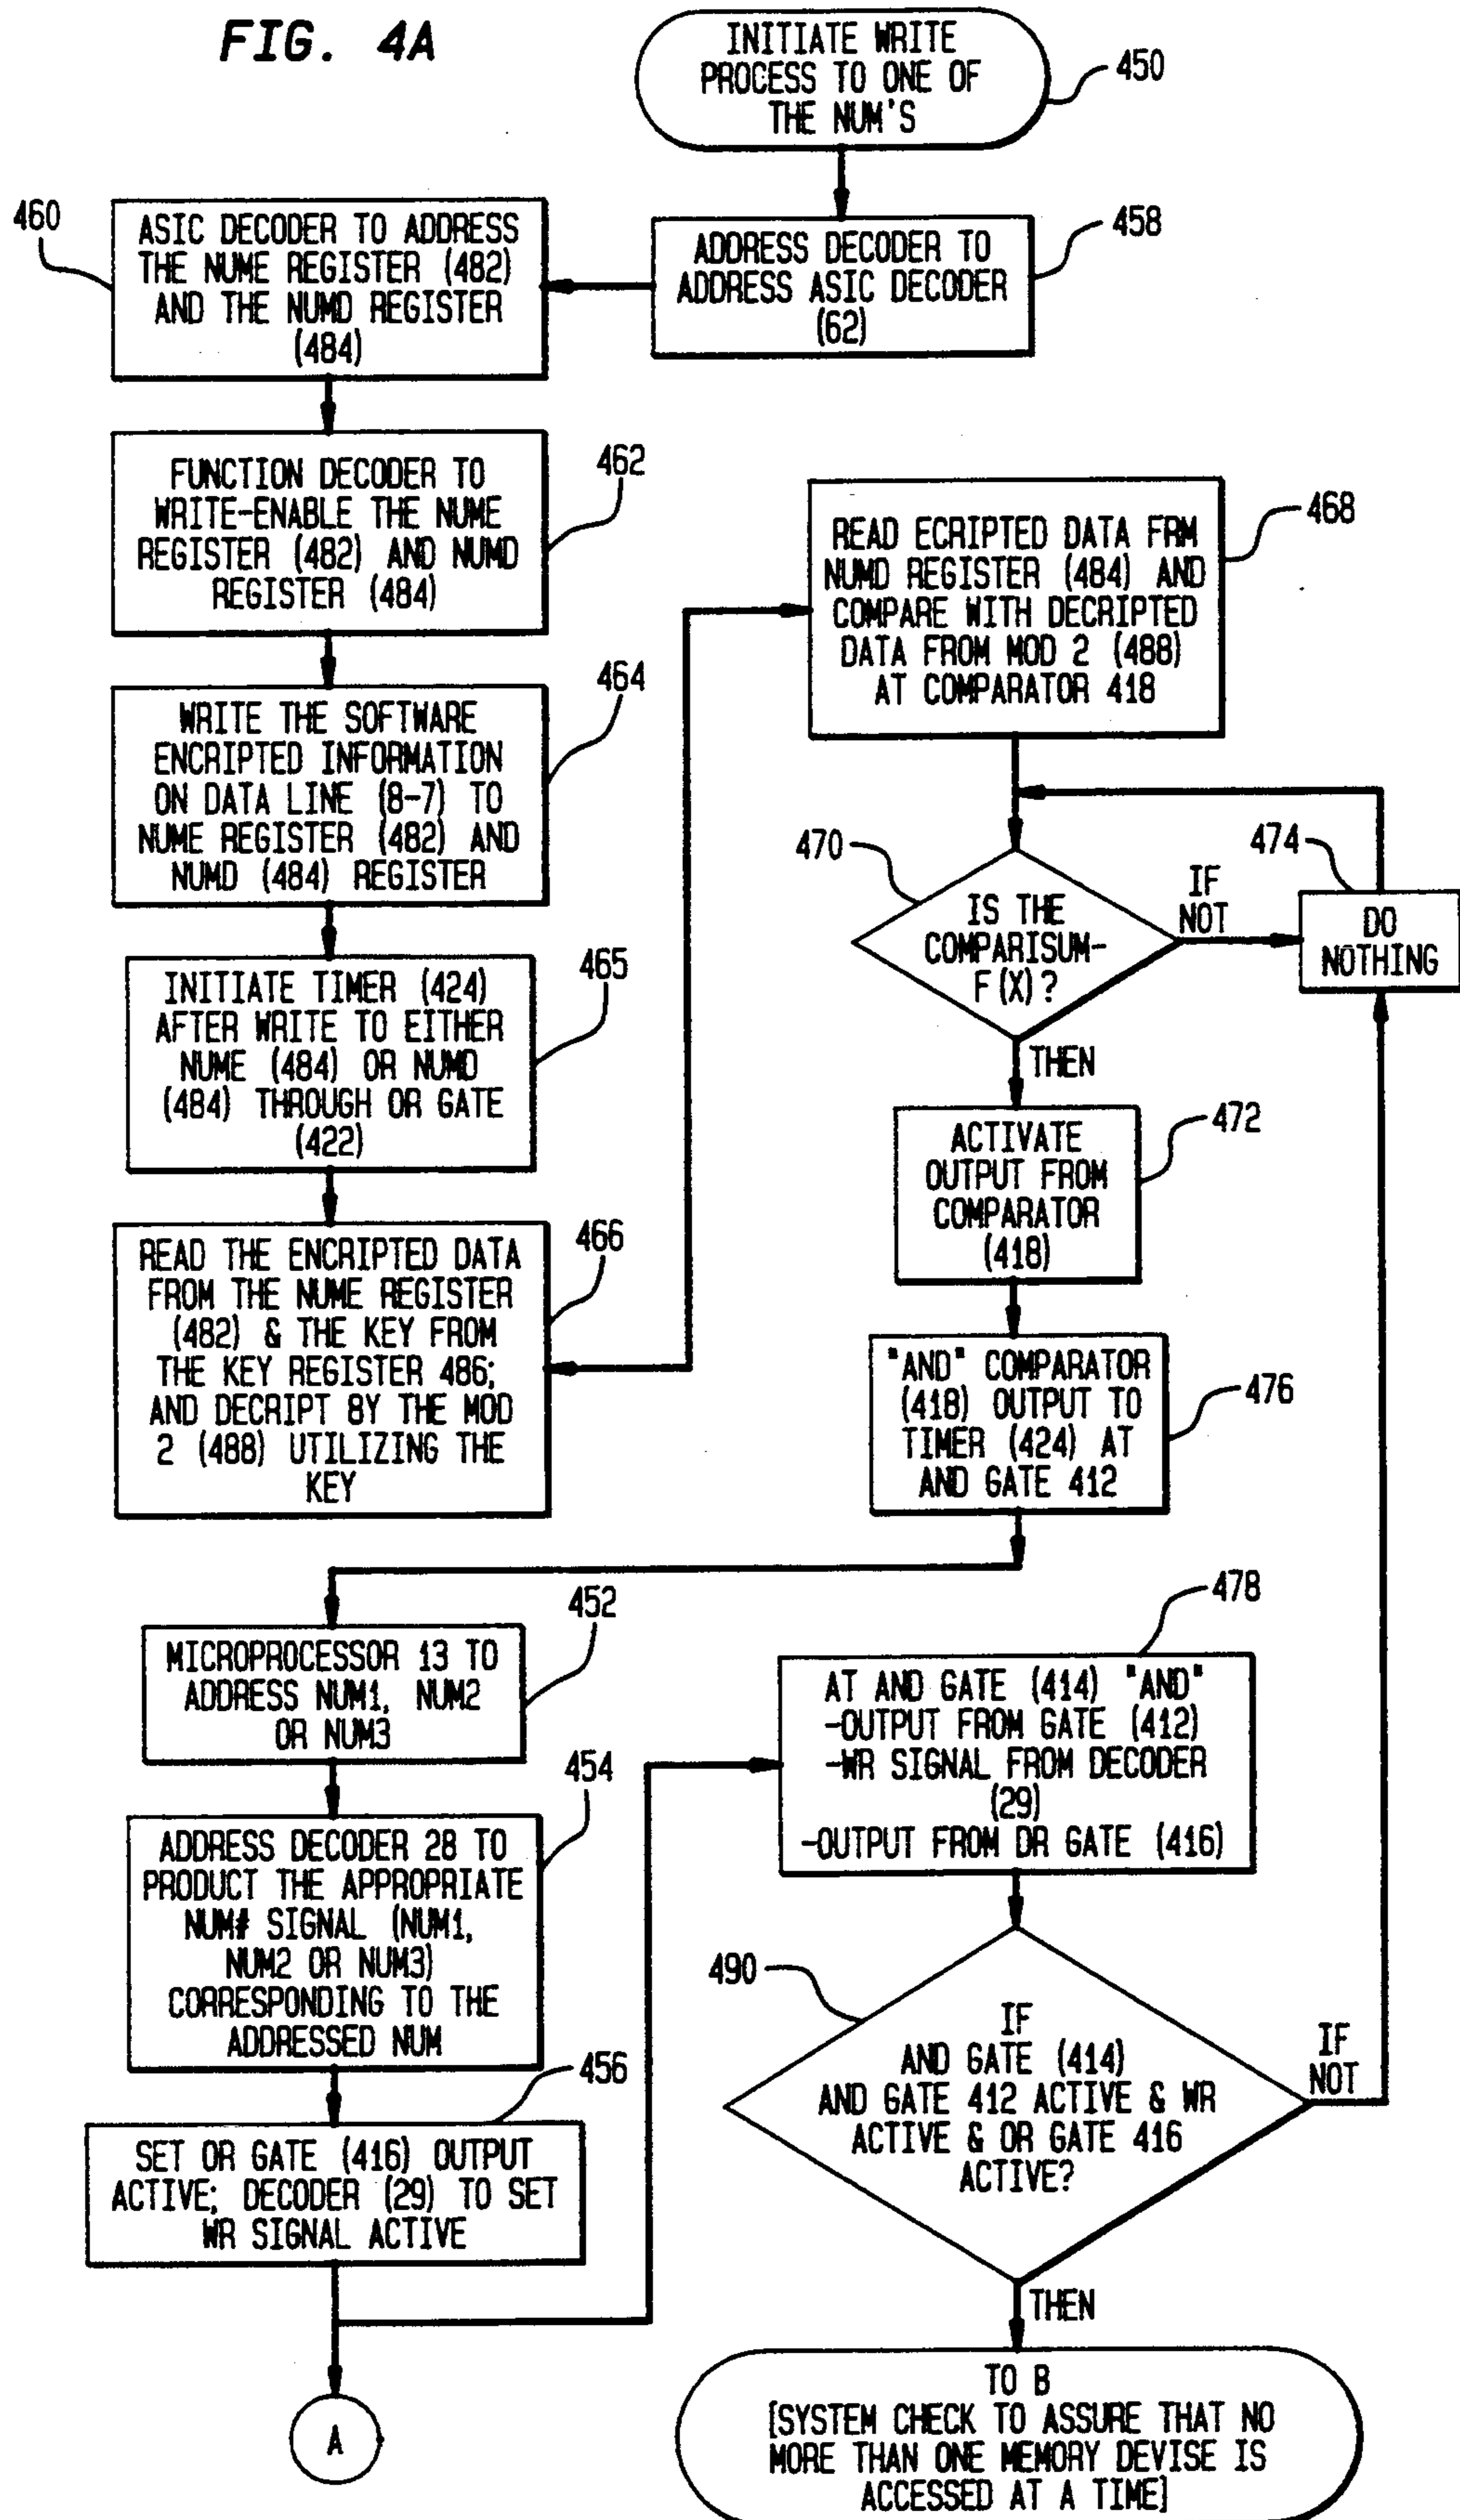 FIG. 4A
INITIATE WRITE
PROCESS TO ONE OF
THE NUM'S
450
ADDRESS DECODER TO
ADDRESS ASIC DECODER
(62)
458
460
ASIC DECODER TO ADDRESS
THE NUME REGISTER (482)
AND THE NUMD REGISTER
(484)
FUNCTION DECODER TO
WRITE-ENABLE THE NUME
REGISTER (482) AND NUMD
REGISTER (484)
462
WRITE THE SOFTWARE
ENCRIPTED INFORMATION
ON DATA LINE (8-7) TO
NUME REGISTER (482) AND
NUMD (484) REGISTER
464
INITIATE TIMER (424)
AFTER WRITE TO EITHER
NUME (484) OR NUMD
(484) THROUGH OR GATE
(422)
465
READ THE ENCRIPTED DATA
FROM THE NUME REGISTER
(482) & THE KEY FROM
THE KEY REGISTER 486;
AND DECRIPT BY THE MOD
2 (488) UTILIZING THE
KEY
466
READ ECRIPTED DATA FRM
NUMD REGISTER (484) AND
COMPARE WITH DECRIPTED
DATA FROM MOD 2 (488)
AT COMPARATOR 418
468
470
IS THE
COMPARISUM-
F(X)?
IF
NOT
474
DO
NOTHING
THEN
ACTIVATE
OUTPUT FROM
COMPARATOR
(418)
472
"AND" COMPARATOR
(418) OUTPUT TO
TIMER (424) AT
AND GATE 412
476
MICROPROCESSOR 13 TO
ADDRESS NUM1, NUM2
OR NUM3
452
ADDRESS DECODER 28 TO
PRODUCT THE APPROPRIATE
NUM# SIGNAL (NUM1,
NUM2 OR NUM3)
CORRESPONDING TO THE
ADDRESSED NUM
454
SET OR GATE (416) OUTPUT
ACTIVE; DECODER (29) TO SET
WR SIGNAL ACTIVE
456
A
478
AT AND GATE (414) "AND"
-OUTPUT FROM GATE (412)
-WR SIGNAL FROM DECODER
(29)
-OUTPUT FROM DR GATE (416)
490
IF
AND GATE (414)
AND GATE 412 ACTIVE & WR
ACTIVE & OR GATE 416
ACTIVE?
IF
NOT
THEN
TO B
[SYSTEM CHECK TO ASSURE THAT NO
MORE THAN ONE MEMORY DEVISE IS
ACCESSED AT A TIME]